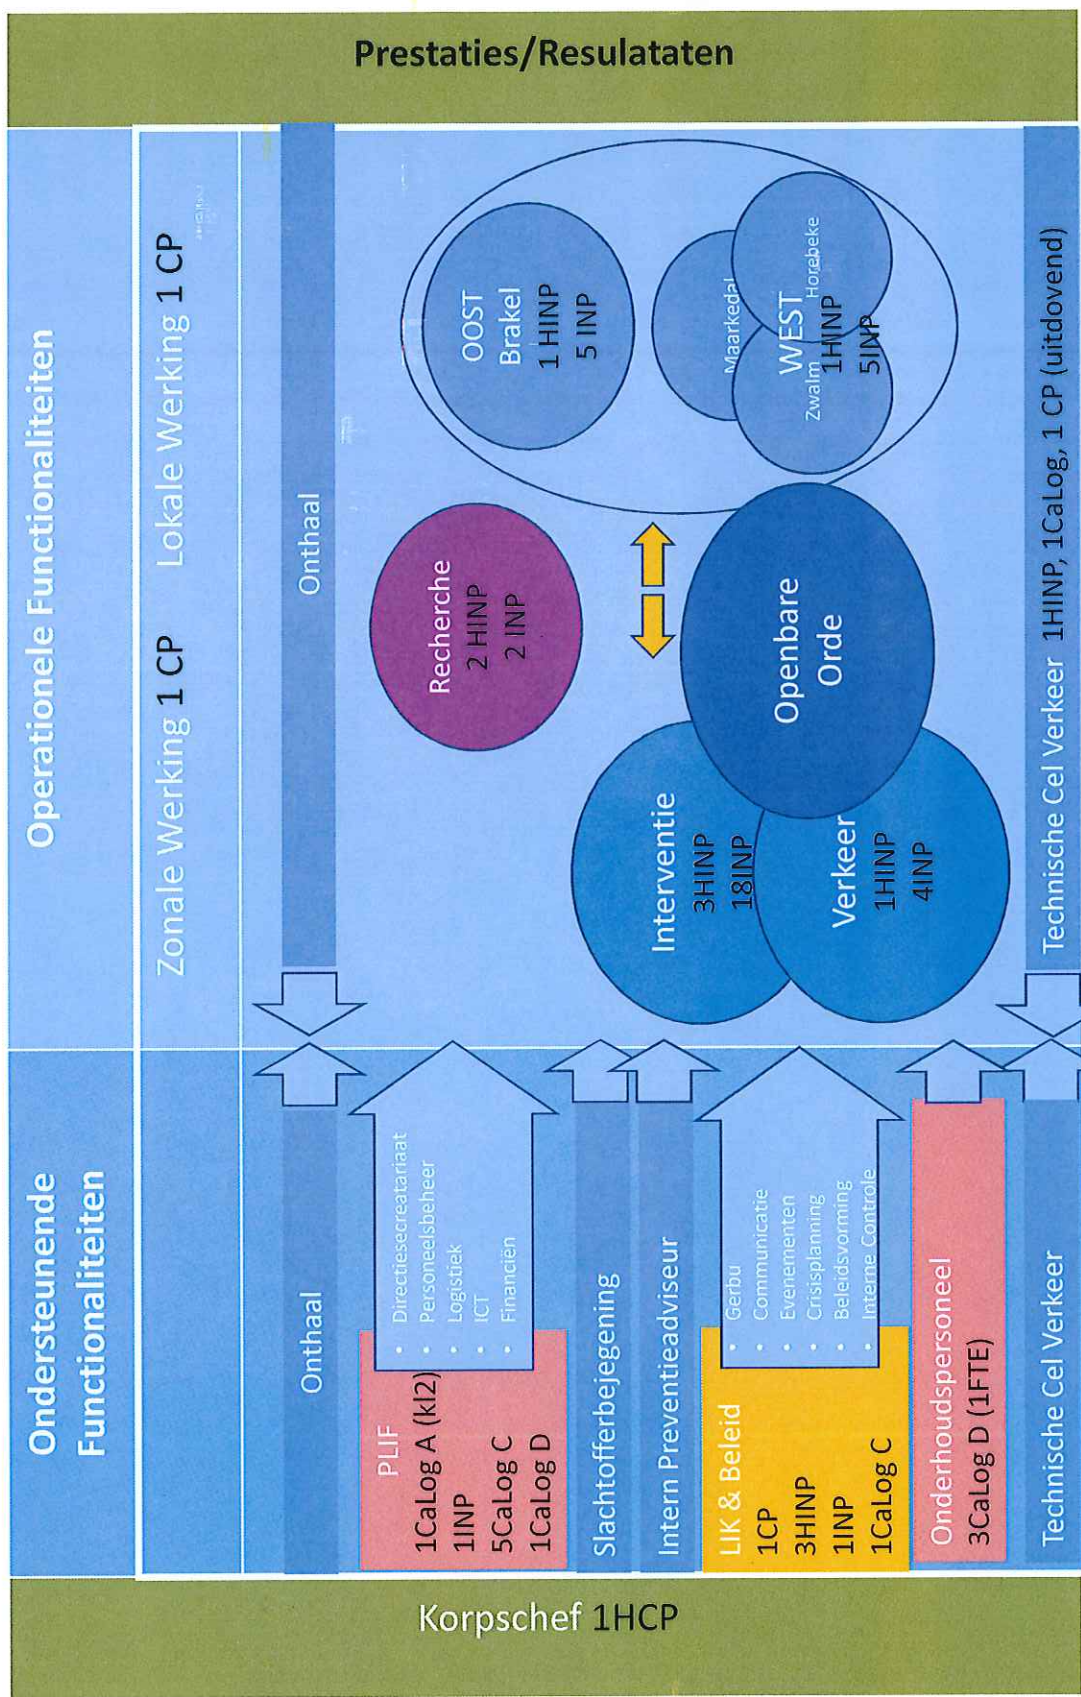 Ondersteunende
Functionaliteiten
Operationele Functionaliteiten
Zonale Werking 1 CP
Lokale Werking 1 CP
Korpschef 1HCP
Onthaal
PLIF
1CaLog A (kl2)
1INP
5CaLog C
1CaLog D
• Directiesecreatariaat
• Personeelsbeheer
• Logistiek
• ICT
• Financiën
Slachtofferbejegening
Intern Preventieadviseur
LIK & Beleid
1CP
3HINP
1INP
1CaLog C
• Gerbu
• Communicatie
• Evenementen
• Crisisplanning
• Beleidsvorming
• Interne Controle
Onderhoudspersoneel
3CaLog D (1FTE)
Technische Cel Verkeer
Onthaal
Recherche
2 HINP
2 INP
OOST
Brakel
1 HINP
5 INP
Interventie
3HINP
18INP
Openbare
Orde
Verkeer
1HINP
4INP
Maarkedal
WEST
Zwalm Horebeke
1HINP
5INP
Technische Cel Verkeer 1HINP, 1CaLog, 1 CP (uitdovend)
Prestaties/Resulataten